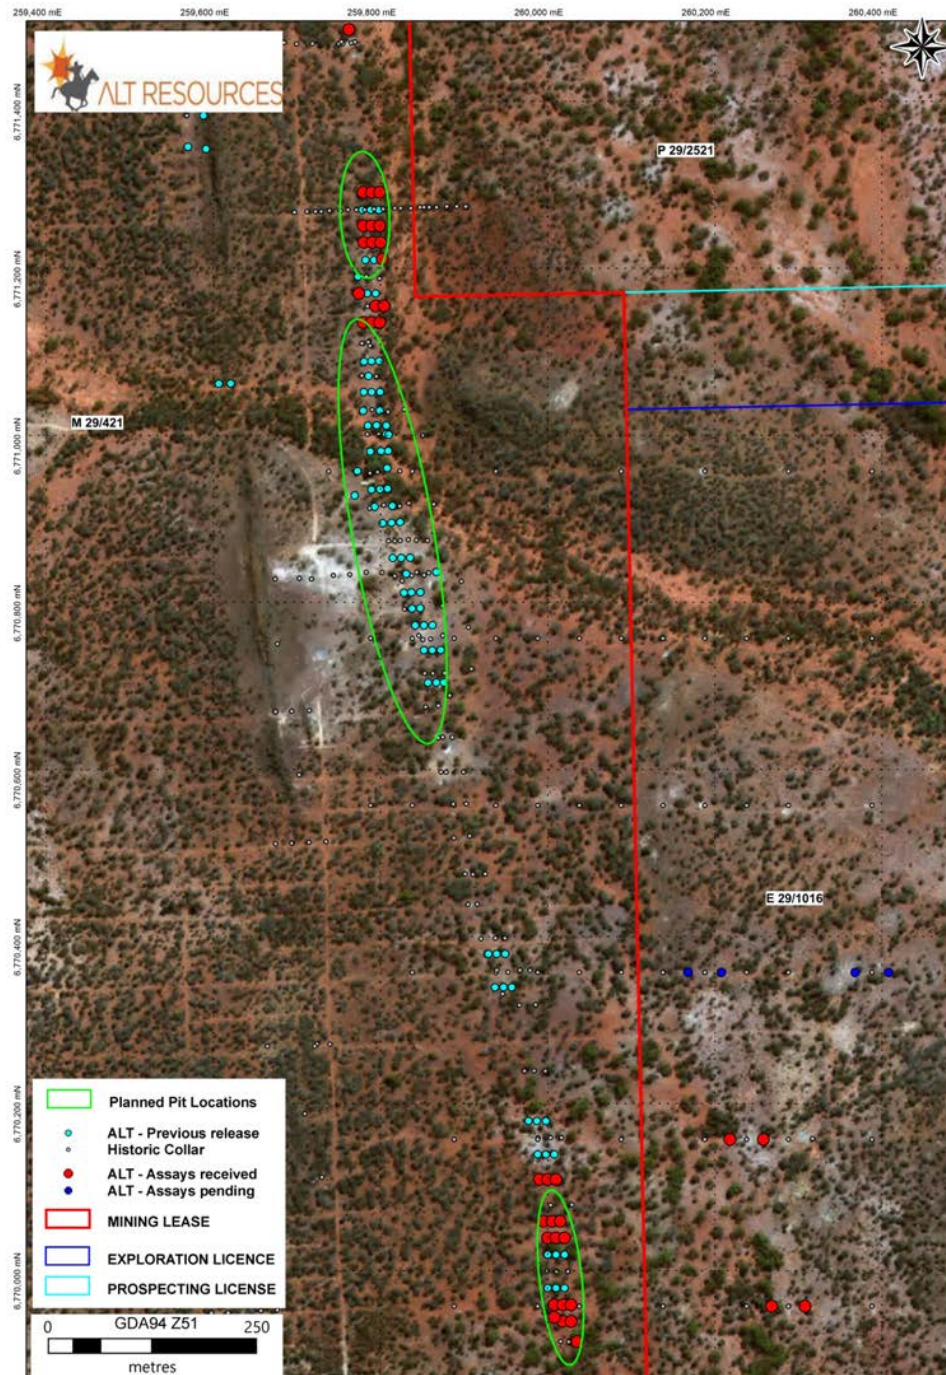 259,400 mE
259,600 mE
259,800 mE
260,000 mE
260,200 mE
260,400 mE
ALT RESOURCES
6,771,400 mN
P 29/2521
6,771,200 mN
M 29/421
6,771,000 mN
6,770,800 mN
6,770,600 mN
E 29/1016
6,770,400 mN
6,770,200 mN
6,770,000 mN
Planned Pit Locations
ALT - Previous release
Historic Collar
ALT - Assays received
ALT - Assays pending
MINING LEASE
EXPLORATION LICENCE
PROSPECTING LICENSE
GDA94 Z51
0
250
metres